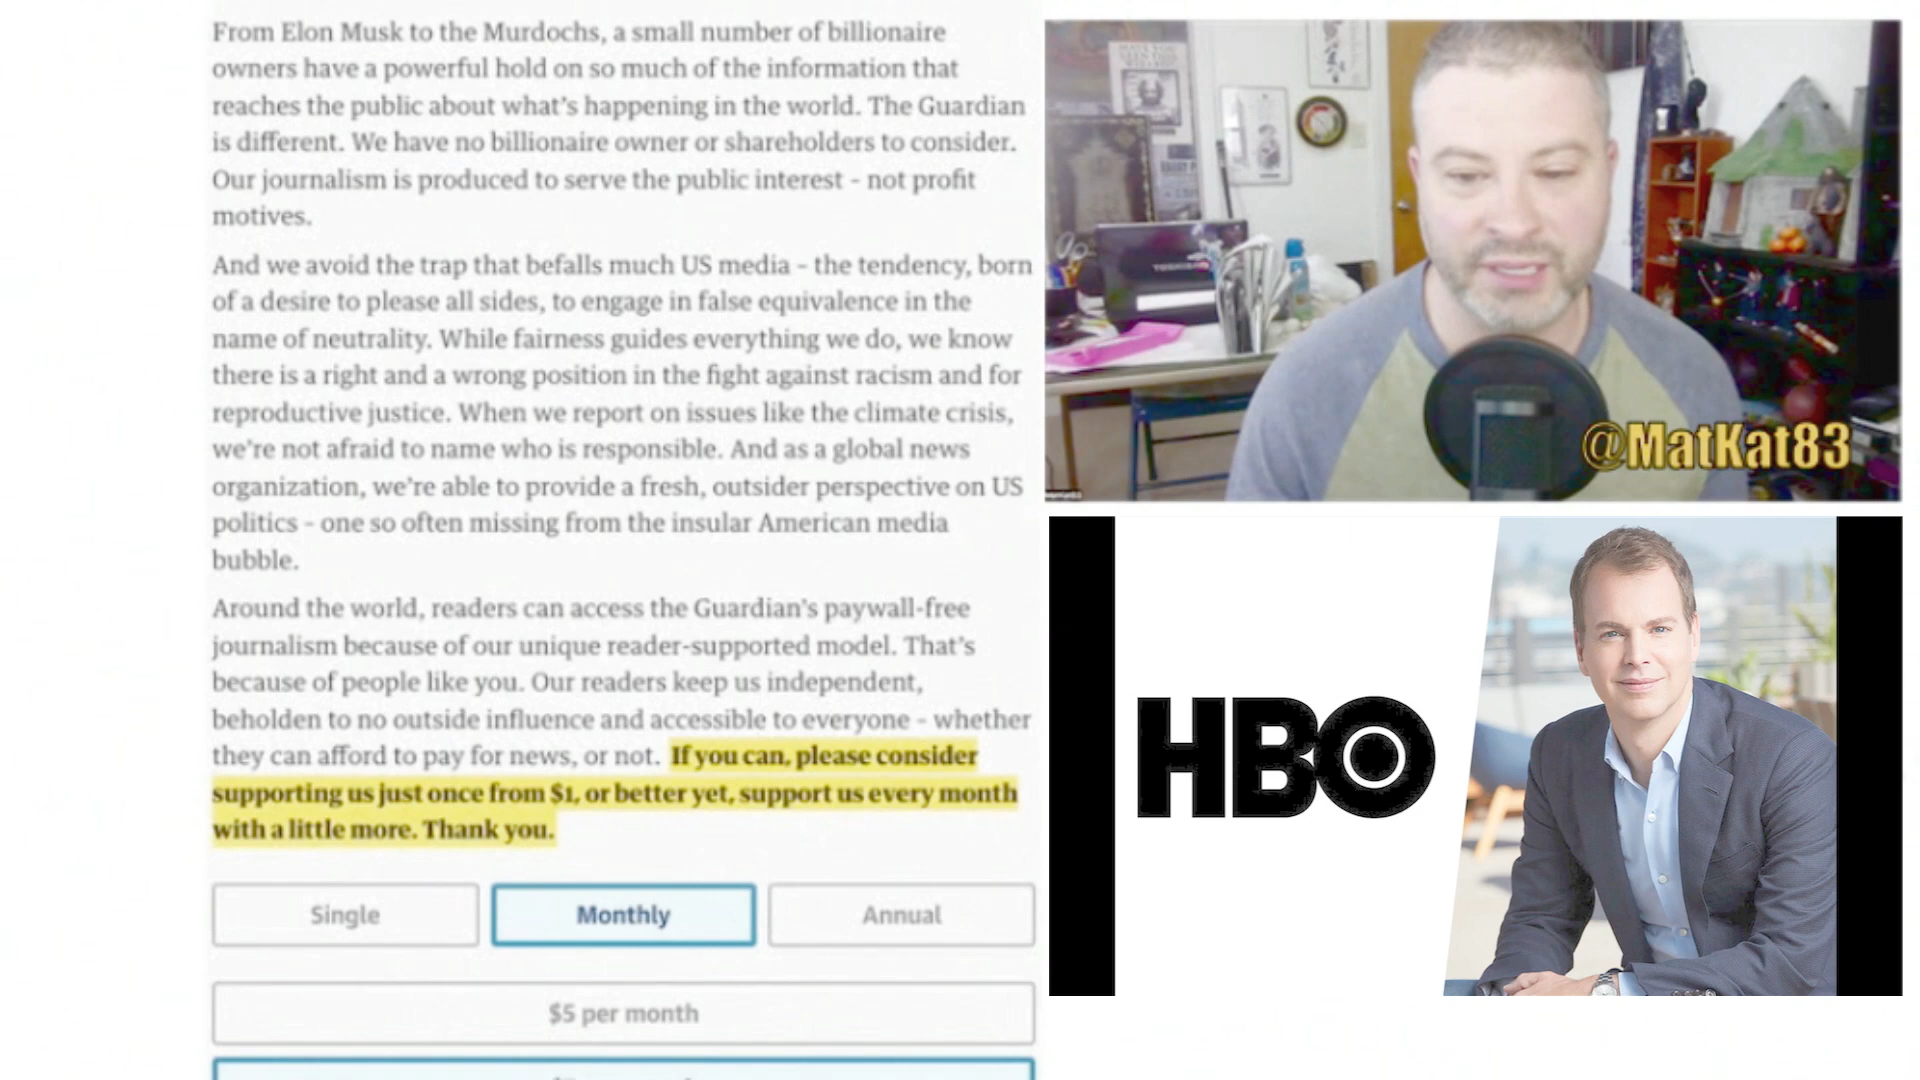 From Elon Musk to the Murdochs, a small number of billionaire
owners have a powerful hold on so much of the information that
reaches the public about what's happening in the world. The Guardian
is different. We have no billionaire owner or shareholders to consider.
Our journalism is produced to serve the public interest - not profit
motives.
And we avoid the trap that befalls much US media - the tendency, born
of a desire to please all sides, to engage in false equivalence in the
name of neutrality. While fairness guides everything we do, we know
there is a right and a wrong position in the fight against racism and for
reproductive justice. When we report on issues like the climate crisis,
we're not afraid to name who is responsible. And as a global news
organization, we're able to provide a fresh, outsider perspective on US
politics - one so often missing from the insular American media
bubble.
Around the world, readers can access the Guardian's paywall-free
journalism because of our unique reader-supported model. That's
because of people like you. Our readers keep us independent,
beholden to no outside influence and accessible to everyone - whether
they can afford to pay for news, or not. If you can, please consider
supporting us just once from $1, or better yet, support us every month
with a little more. Thank you.
Single Monthly Annual
$5 per month
HAVE YOU
SEEN THIS
WIZARD
@MatKat83
HBO